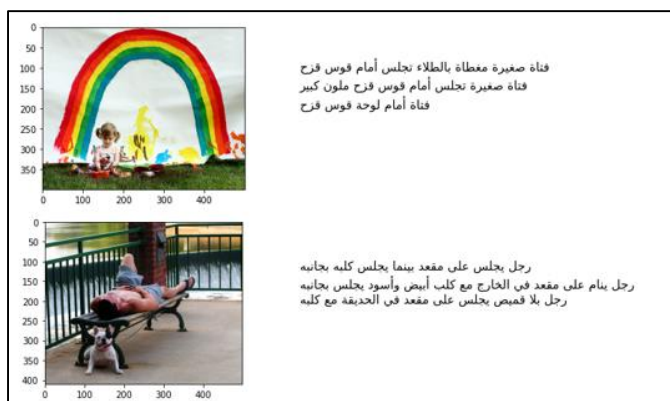 0
50
100
150
200
250
300
350
0 100 200 300 400
فتاة صغيرة مغطاة بالطلاء تجلس أمام قوس قزح
فتاة صغيرة تجلس أمام قوس قزح ملون كبير
فتاة أمام لوحة قوس قزح
0
50
100
150
200
250
300
350
400
0 100 200 300 400
رجل يجلس على مقعد بينما يجلس كلبه بجانبه
رجل ينام على مقعد في الخارج مع كلب أبيض وأسود يجلس بجانبه
رجل بلا قميص يجلس على مقعد في الحديقة مع كلبه